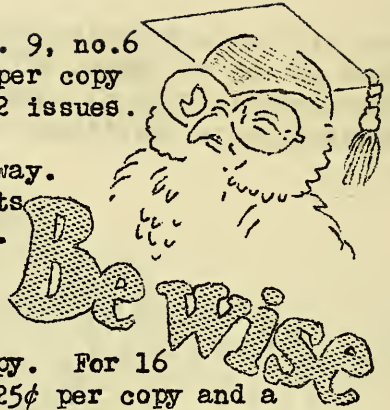 . 9, no.6
per copy
2 issues.
way.
ts
.
Be Wise
py. For 16
25¢ per copy and a